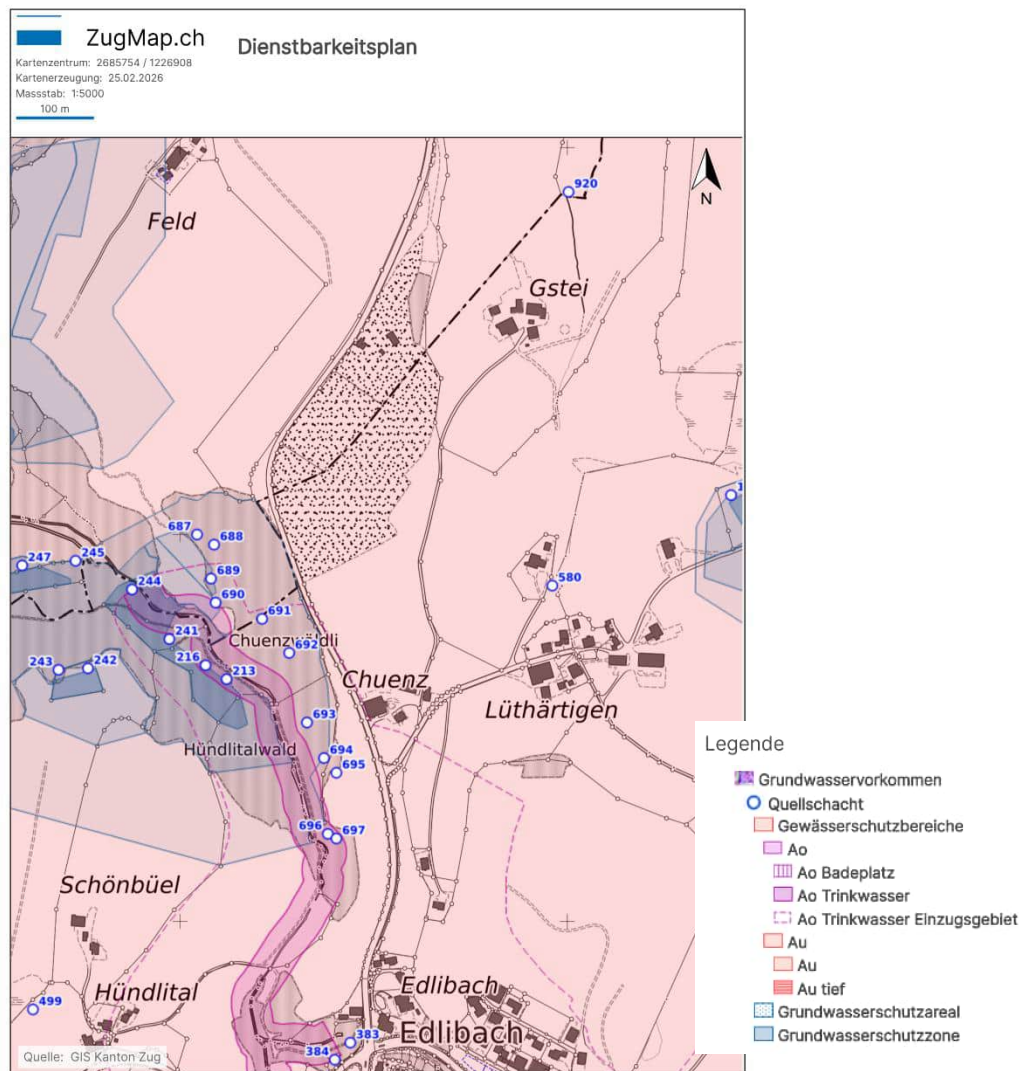 ZugMap.ch
Dienstbarkeitsplan
Kartenzentrum: 2685754 / 1226908
Kartenerzeugung: 25.02.2026
Massstab: 1:5000
100 m
920
N
Feld
Gstei
687
688
247
245
689
244
690
580
691
241
Chuenzwäldli
692
216
243
242
213
Chuenz
Lüthärtigen
693
Hündlitalwald
694
695
696
697
Schönbüel
Hündlital
Edlibach
499
Edlibach
383
384
Quelle: GIS Kanton Zug
Legende
Grundwasservorkommen
Quellschacht
Gewässerschutzbereiche
Ao
Ao Badeplatz
Ao Trinkwasser
Ao Trinkwasser Einzugsgebiet
Au
Au
Au tief
Grundwasserschutzareal
Grundwasserschutzzone